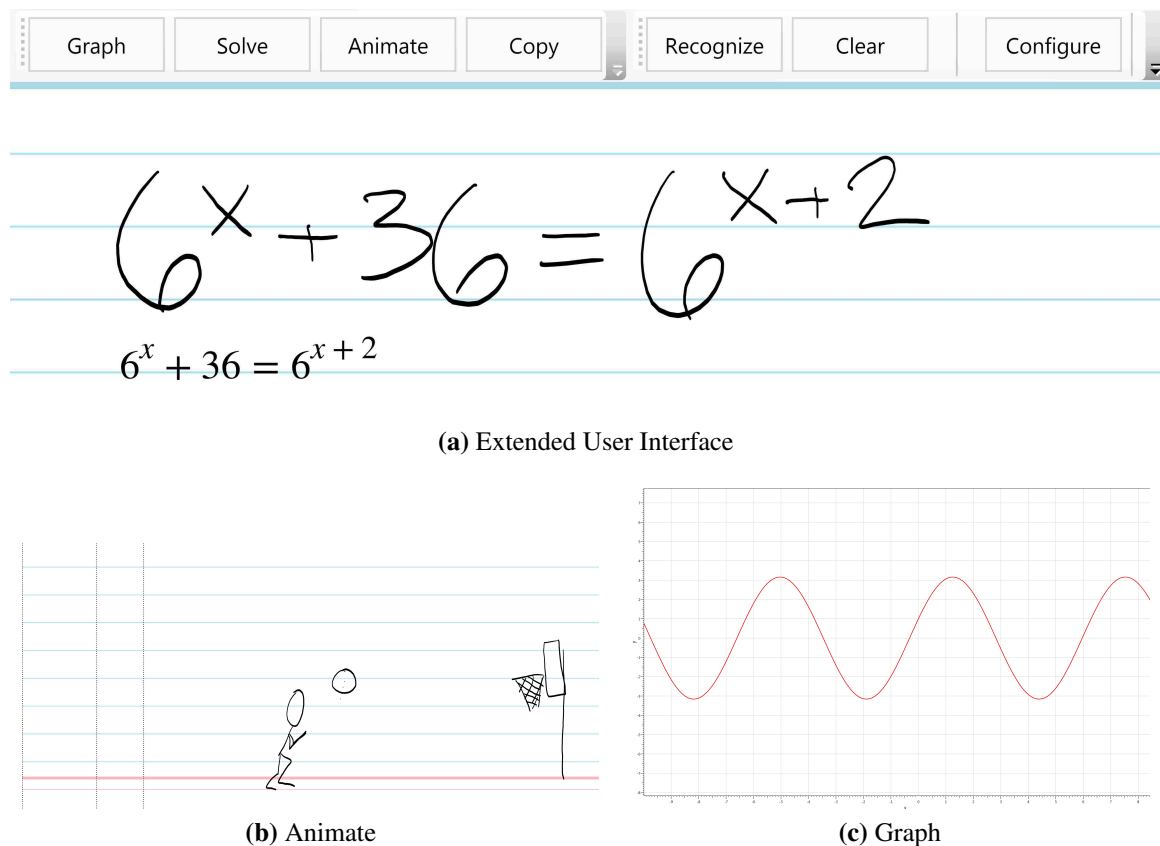 Graph Solve Animate Copy Recognize Clear Configure
6^x + 36 = 6^{x+2}
6^x + 36 = 6^{x + 2}
(a) Extended User Interface
(b) Animate
(c) Graph